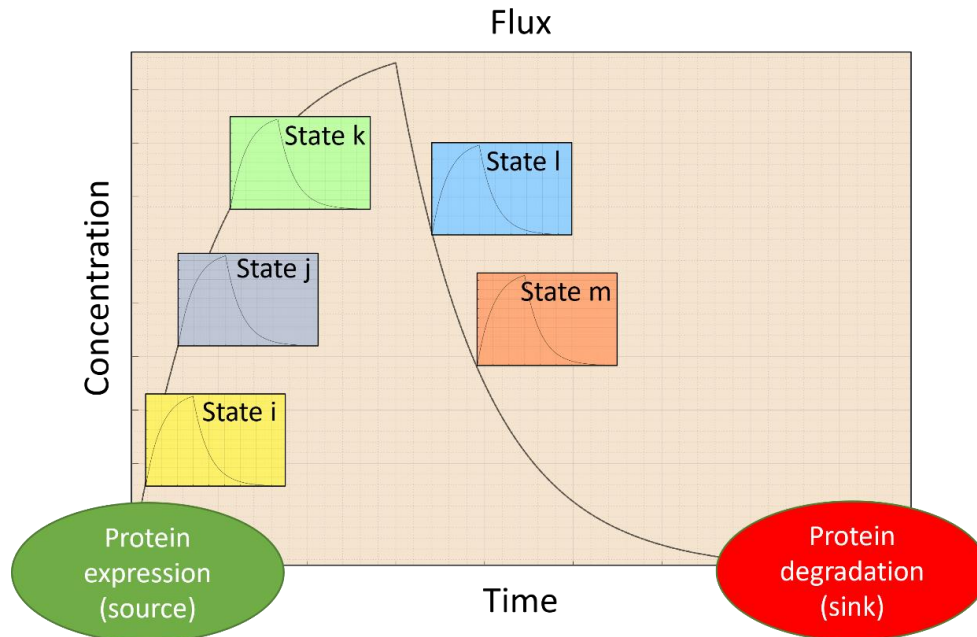 Flux
State k
State l
State j
State m
State i
Concentration
Protein
expression
(source)
Time
Protein
degradation
(sink)